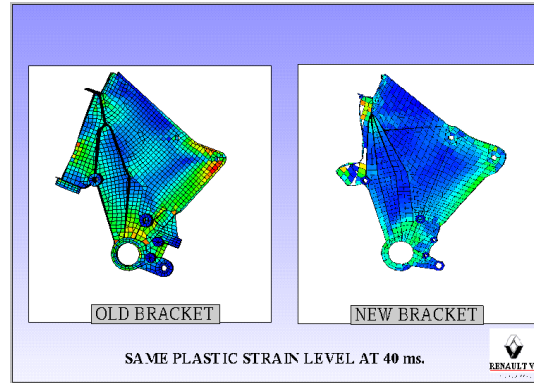 OLD BRACKET
NEW BRACKET
SAME PLASTIC STRAIN LEVEL AT 40 ms.
RENAULT V